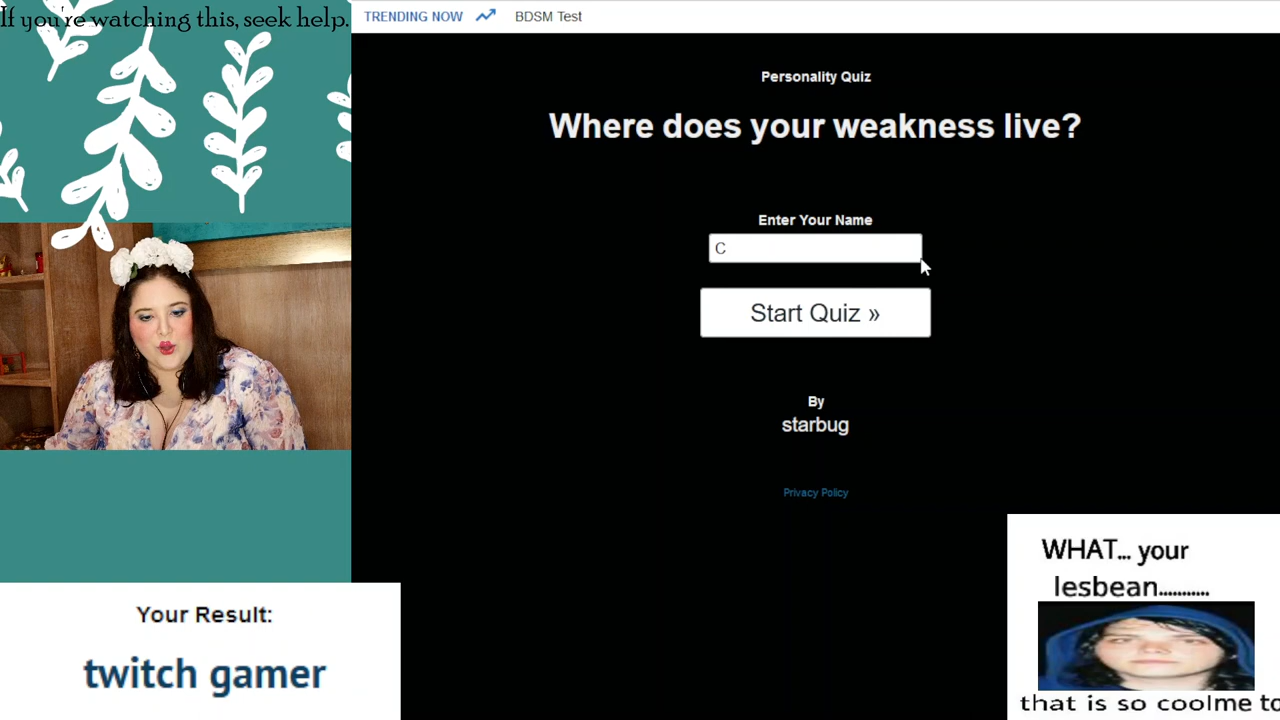 If you're watching this, seek help.
TRENDING NOW
BDSM Test
Personality Quiz
Where does your weakness live?
Enter Your Name
C
Start Quiz »
By
starbug
Privacy Policy
Your Result:
twitch gamer
WHAT... your
lesbean...........
that is so coolme to